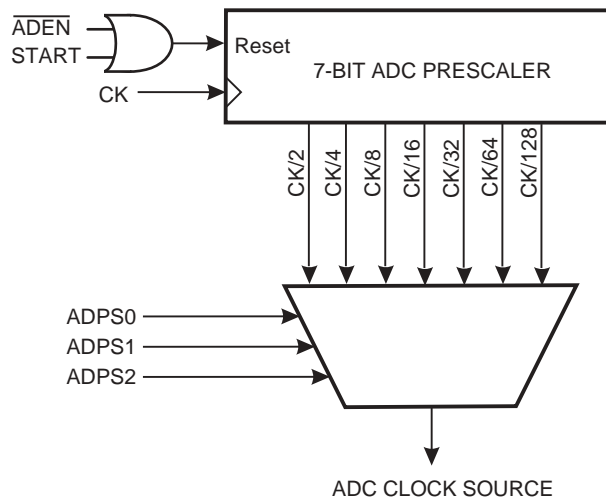 ADEN
START
Reset
7-BIT ADC PRESCALER
CK
CK/2
CK/4
CK/8
CK/16
CK/32
CK/64
CK/128
ADPS0
ADPS1
ADPS2
ADC CLOCK SOURCE